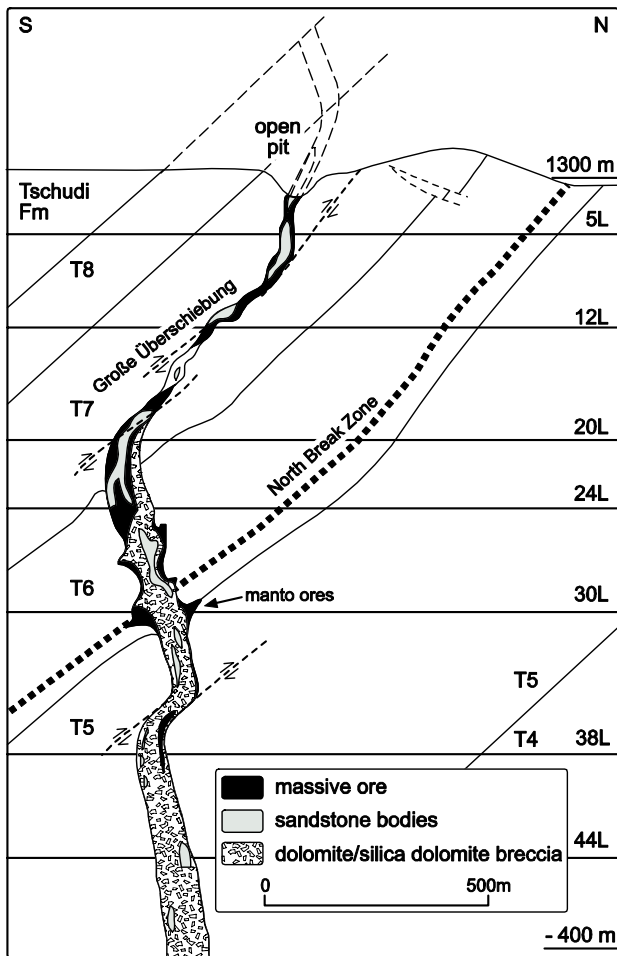 S
N
open
pit
1300 m
Tschudi
Fm
5L
T8
Große Überschiebung
12L
T7
20L
North Break Zone
24L
T6
manto ores
30L
T5
T5
T4
38L
massive ore
sandstone bodies
dolomite/silica dolomite breccia
44L
0
500m
- 400 m